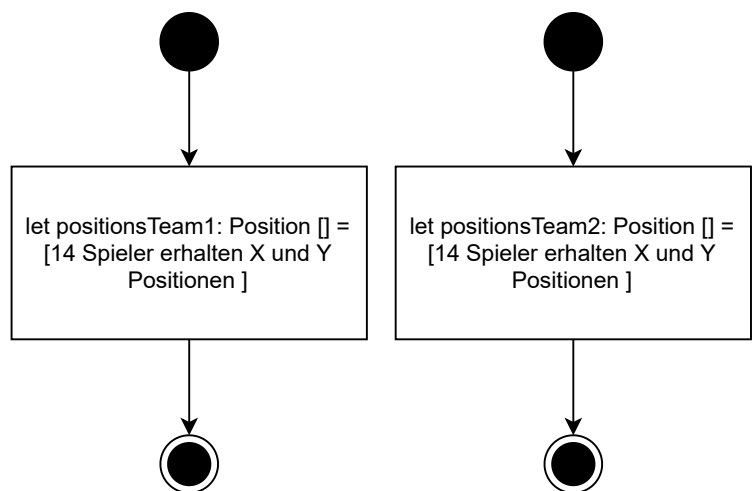 let positionsTeam1: Position [] =
[14 Spieler erhalten X und Y
Positionen ]
let positionsTeam2: Position [] =
[14 Spieler erhalten X und Y
Positionen ]